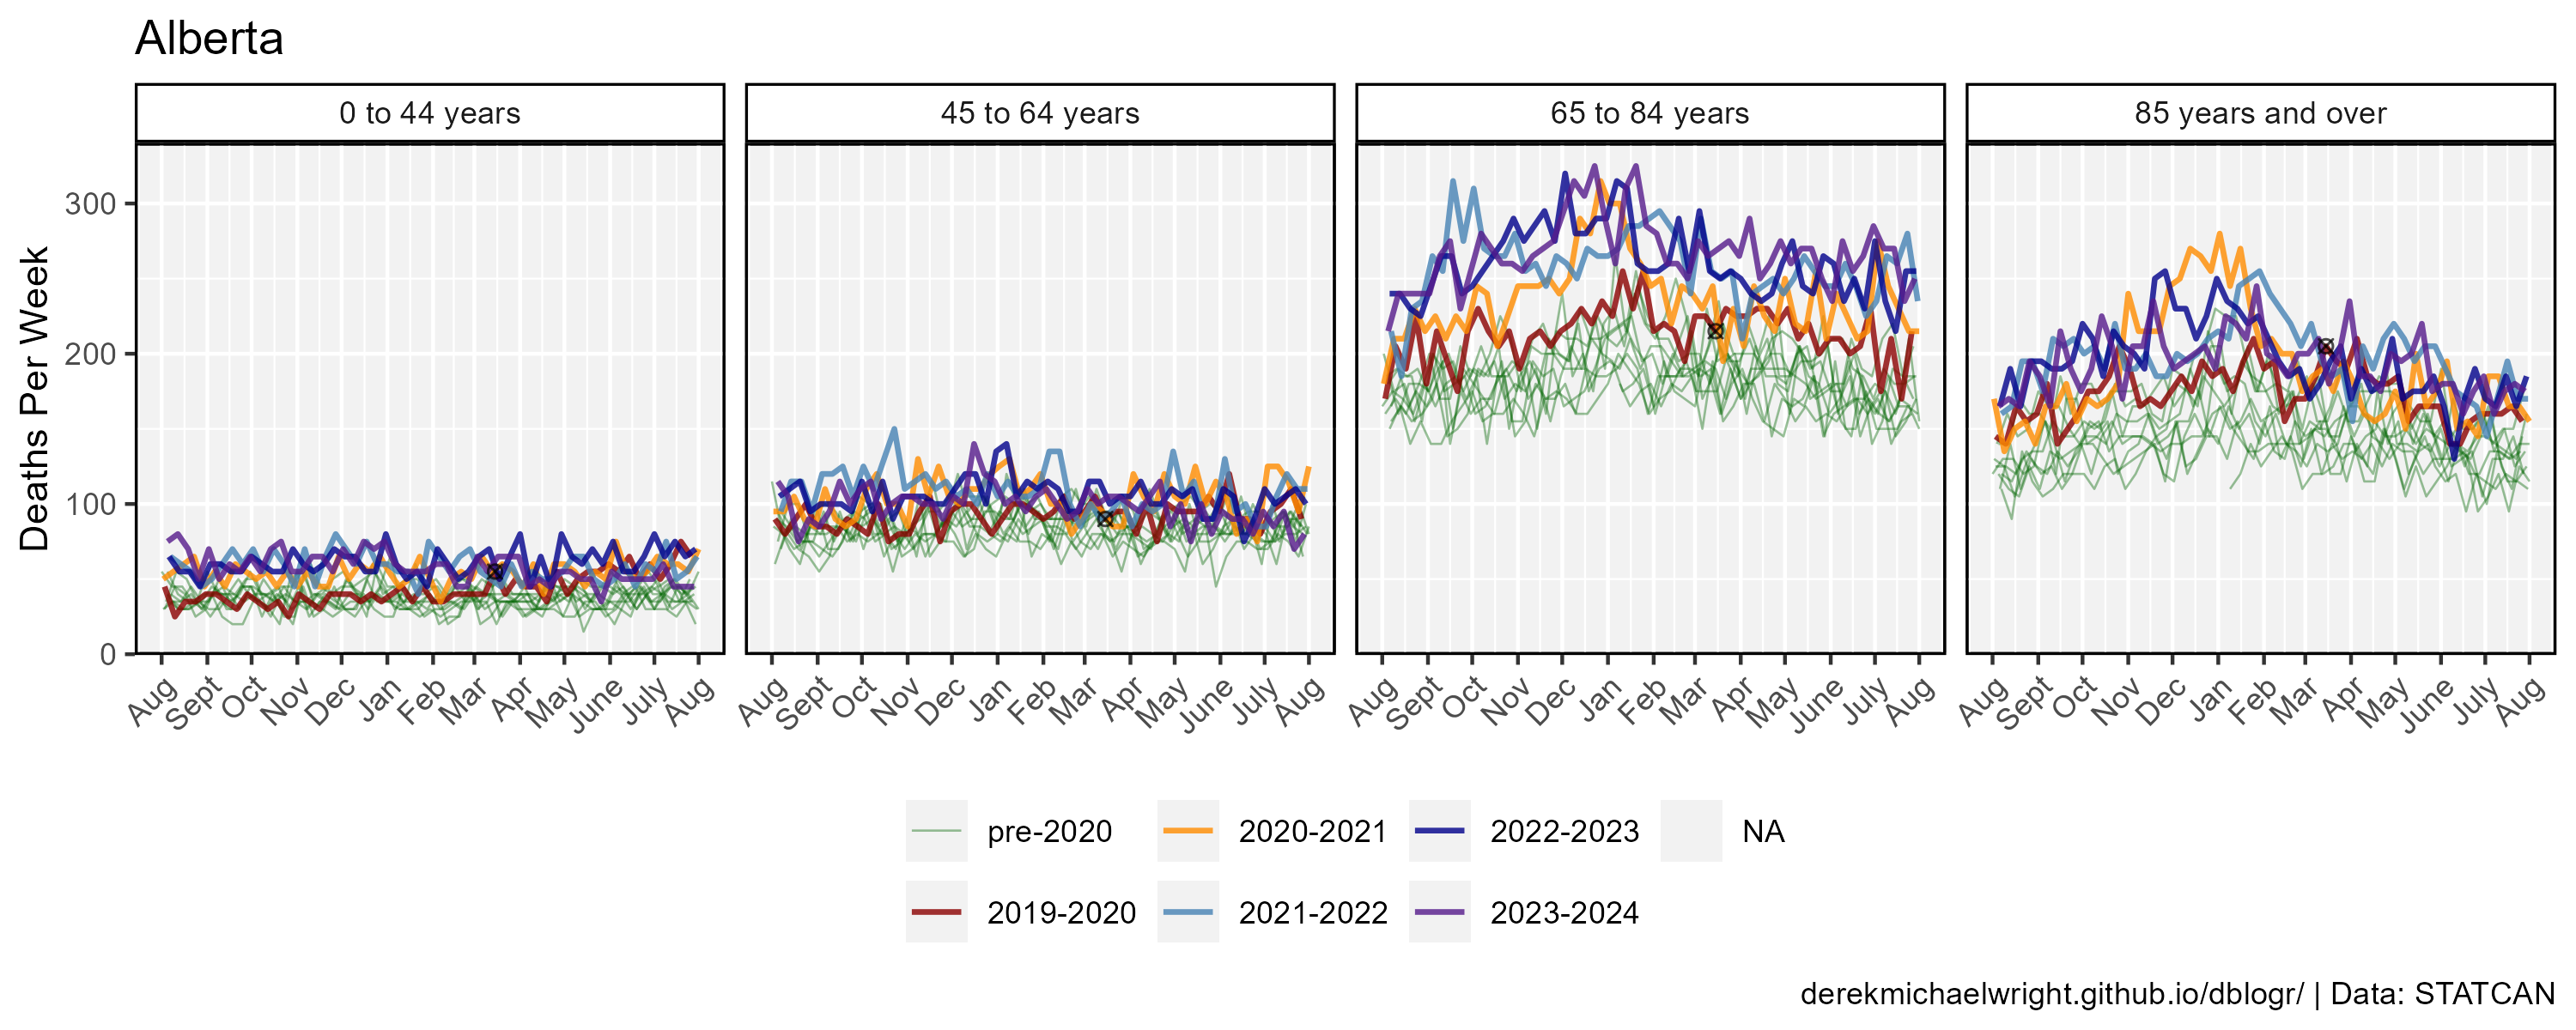 Alberta
0 to 44 years
45 to 64 years
65 to 84 years
85 years and over
Deaths Per Week
300
200
100
0
Aug Sept Oct Nov Dec Jan Feb Mar Apr May June July Aug
Aug Sept Oct Nov Dec Jan Feb Mar Apr May June July Aug
Aug Sept Oct Nov Dec Jan Feb Mar Apr May June July Aug
Aug Sept Oct Nov Dec Jan Feb Mar Apr May June July Aug
pre-2020 2020-2021 2022-2023 NA
2019-2020 2021-2022 2023-2024
derekmichaelwright.github.io/dblogr/ | Data: STATCAN